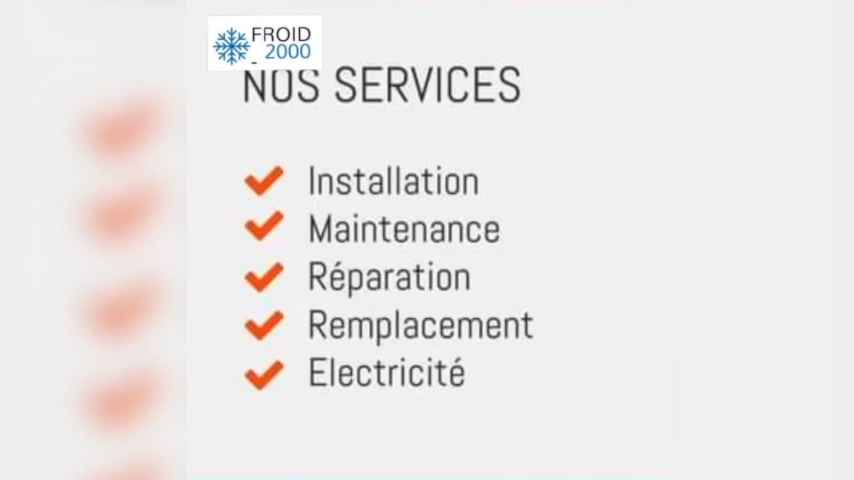 FROID
2000
NOS SERVICES
Installation
Maintenance
Réparation
Remplacement
Electricité